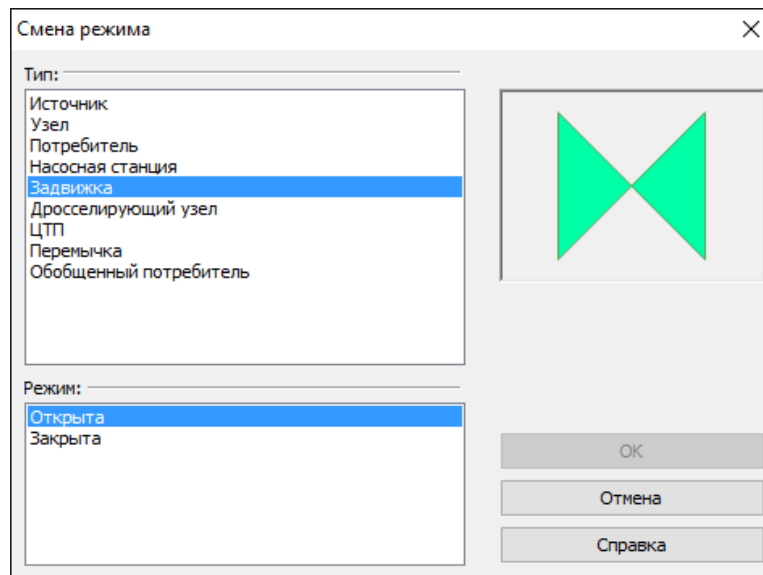 Смена режима
Тип:
Источник
Узел
Потребитель
Насосная станция
Задвижка
Дросселирующий узел
ЦТП
Перемычка
Обобщенный потребитель
Режим:
Открыта
Закрыта
ОК
Отмена
Справка